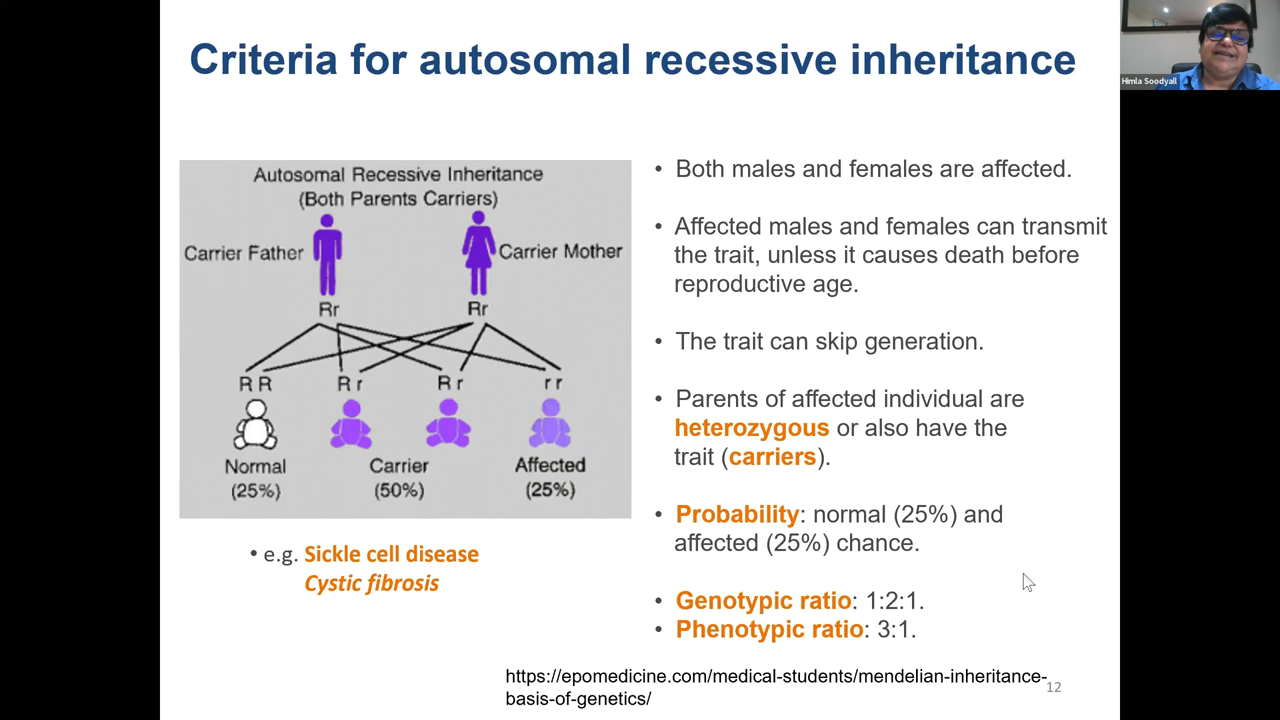 Criteria for autosomal recessive inheritance
Himla Soodyall
Autosomal Recessive Inheritance
(Both Parents Carriers)
Carrier Father
Carrier Mother
Rr Rr
R R R r R r r r
Normal Carrier Affected
(25%) (50%) (25%)
• e.g. Sickle cell disease
Cystic fibrosis
• Both males and females are affected.
• Affected males and females can transmit
the trait, unless it causes death before
reproductive age.
• The trait can skip generation.
• Parents of affected individual are
heterozygous or also have the
trait (carriers).
• Probability: normal (25%) and
affected (25%) chance.
• Genotypic ratio: 1:2:1.
• Phenotypic ratio: 3:1.
https://epomedicine.com/medical-students/mendelian-inheritance-
basis-of-genetics/
12